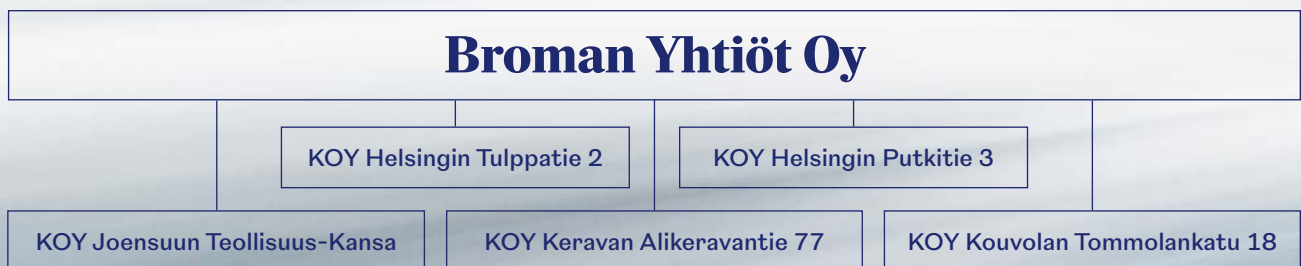 Broman Yhtiöt Oy
KOY Helsingin Tulppatie 2
KOY Helsingin Putkitie 3
KOY Joensuun Teollisuus-Kansa
KOY Keravan Alikeravantie 77
KOY Kouvolan Tommolankatu 18